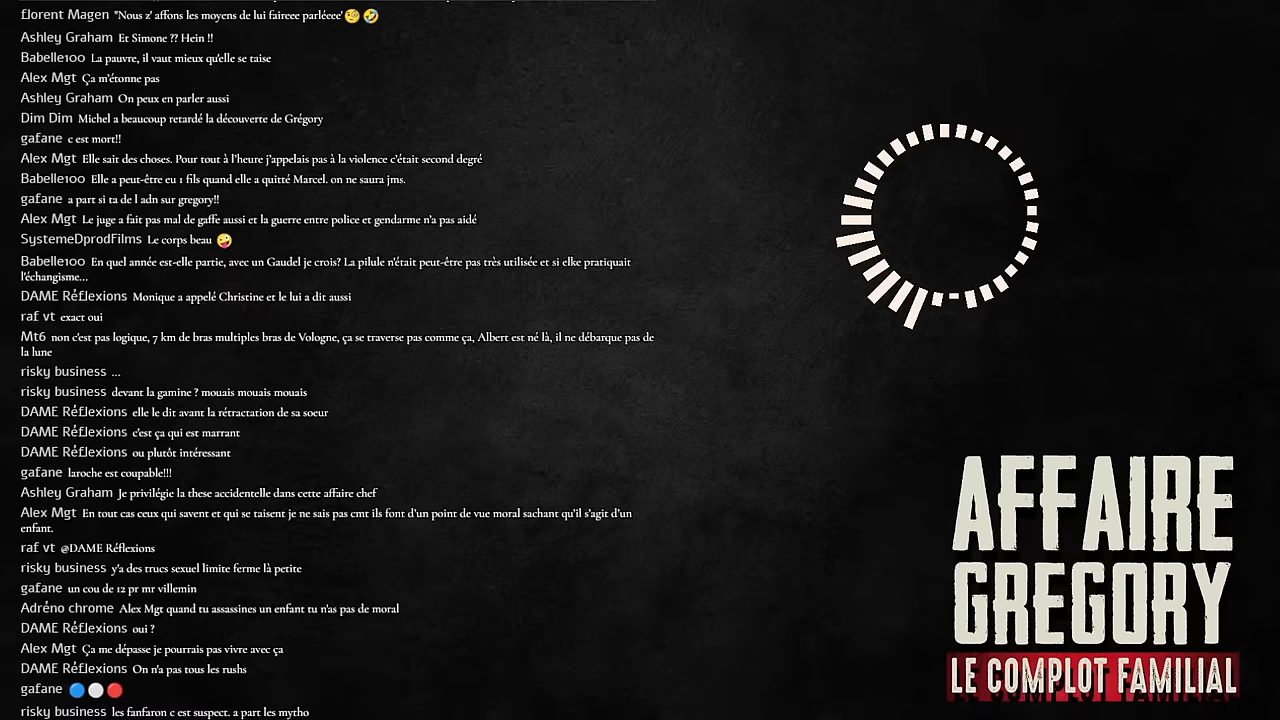 florent Magen "Nous z' affons les moyens de lui faireee parléeee' 🧐 🤣
Ashley Graham Et Simone ?? Hein !!
Babelle100 La pauvre, il vaut mieux qu'elle se taise
Alex Mgt Ça m'étonne pas
Ashley Graham On peux en parler aussi
Dim Dim Michel a beaucoup retardé la découverte de Grégory
gafane c est mort!!
Alex Mgt Elle sait des choses. Pour tout à l'heure j'appelais pas à la violence c'était second degré
Babelle100 Elle a peut-être eu 1 fils quand elle a quitté Marcel. on ne saura jms.
gafane a part si ta de l adn sur gregory!!
Alex Mgt Le juge a fait pas mal de gaffe aussi et la guerre entre police et gendarme n'a pas aidé
SystemeDprodFilms Le corps beau 🤪
Babelle100 En quel année est-elle partie, avec un Gaudel je crois? La pilule n'était peut-être pas très utilisée et si elke pratiquait
l'échangisme...
DAME Réflexions Monique a appelé Christine et le lui a dit aussi
raf vt exact oui
Mt6 non c'est pas logique, 7 km de bras multiples bras de Vologne, ça se traverse pas comme ça, Albert est né là, il ne débarque pas de
la lune
risky business ...
risky business devant la gamine ? mouais mouais mouais
DAME Réflexions elle le dit avant la rétractation de sa soeur
DAME Réflexions c'est ça qui est marrant
DAME Réflexions ou plutôt intéressant
gafane laroche est coupable!!!
Ashley Graham Je privilégie la these accidentelle dans cette affaire chef
Alex Mgt En tout cas ceux qui savent et qui se taisent je ne sais pas cmt ils font d'un point de vue moral sachant qu'il s'agit d'un
enfant.
raf vt @DAME Réflexions
risky business y'a des trucs sexuel limite ferme là petite
gafane un cou de 12 pr mr villemin
Adréno chrome Alex Mgt quand tu assassines un enfant tu n'as pas de moral
DAME Réflexions oui ?
Alex Mgt Ça me dépasse je pourrais pas vivre avec ça
DAME Réflexions On n'a pas tous les rushs
gafane 🔵⚪🔴
risky business les fanfaron c est suspect. a part les mytho
AFFAIRE
GREGORY
LE COMPLOT FAMILIAL